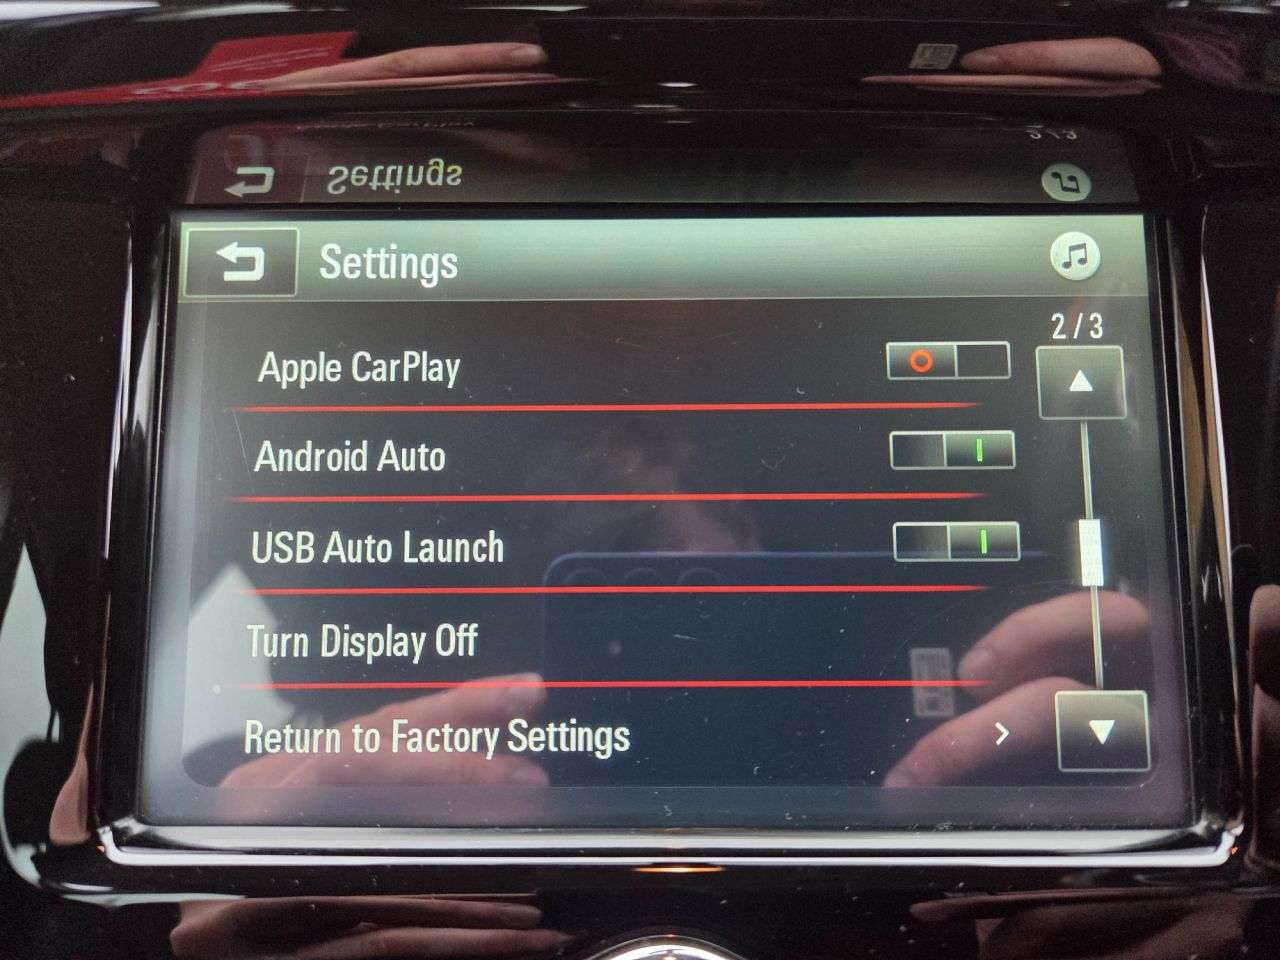 Settings
2/3
Apple CarPlay
Android Auto
USB Auto Launch
Turn Display Off
Return to Factory Settings